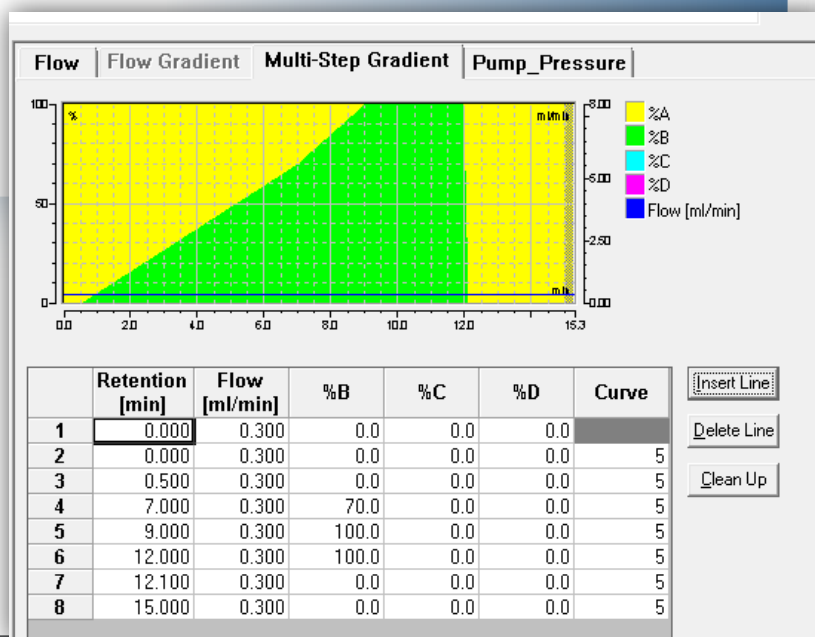 Flow Flow Gradient Multi-Step Gradient Pump_Pressure
100 % ml/min 8.00 %A
%B
%C
5.00 %D
50 Flow [ml/min]
2.50
0 min 0.00
0.0 2.0 4.0 6.0 8.0 10.0 12.0 15.3
Retention [min] Flow [ml/min] %B %C %D Curve Insert Line
1 0.000 0.300 0.0 0.0 0.0 Delete Line
2 0.000 0.300 0.0 0.0 0.0 5
3 0.500 0.300 0.0 0.0 0.0 5 Clean Up
4 7.000 0.300 70.0 0.0 0.0 5
5 9.000 0.300 100.0 0.0 0.0 5
6 12.000 0.300 100.0 0.0 0.0 5
7 12.100 0.300 0.0 0.0 0.0 5
8 15.000 0.300 0.0 0.0 0.0 5